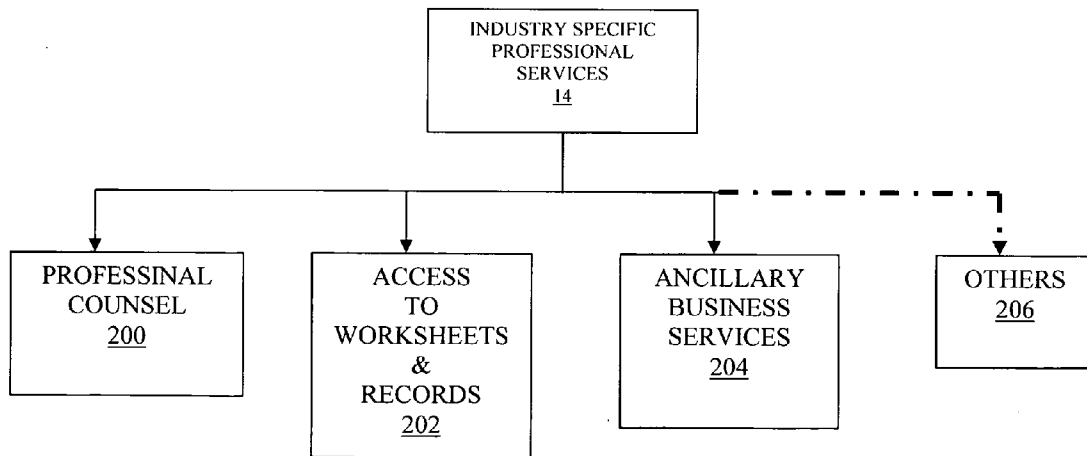 INDUSTRY SPECIFIC
PROFESSIONAL
SERVICES
14
PROFESSINAL
COUNSEL
200
ACCESS
TO
WORKSHEETS
&
RECORDS
202
ANCILLARY
BUSINESS
SERVICES
204
OTHERS
206